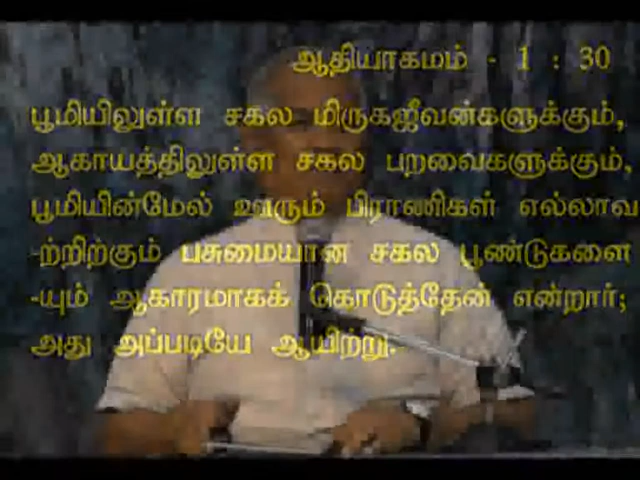 ஆதியாகமம் - 1 : 30
பூமியிலுள்ள சகல மிருகஜீவன்களுக்கும்,
ஆகாயத்திலுள்ள சகல பறவைகளுக்கும்,
பூமியின்மேல் ஊரும் பிராணிகள் எல்லாவ
-ற்றிற்கும் பசுமையான சகல பூண்டுகளை
-யும் ஆகாரமாகக் கொடுத்தேன் என்றார்;
அது அப்படியே ஆயிற்று.